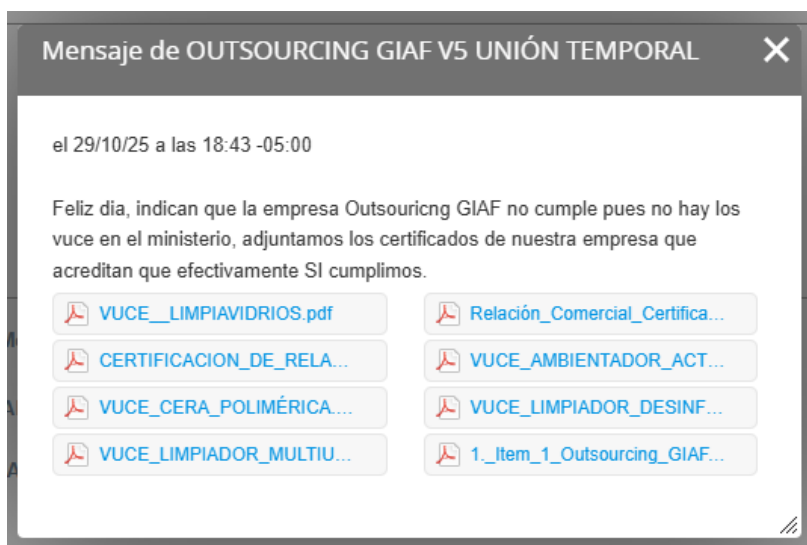 Mensaje de OUTSOURCING GIAF V5 UNIÓN TEMPORAL
el 29/10/25 a las 18:43 -05:00
Feliz dia, indican que la empresa Outsouricng GIAF no cumple pues no hay los
vuce en el ministerio, adjuntamos los certificados de nuestra empresa que
acreditan que efectivamente SI cumplimos.
VUCE__LIMPIAVIDRIOS.pdf
Relación_Comercial_Certifica...
CERTIFICACION_DE_RELA...
VUCE_AMBIENTADOR_ACT...
VUCE_CERA_POLIMÉRICA....
VUCE_LIMPIADOR_DESINF...
VUCE_LIMPIADOR_MULTIU...
1._Item_1_Outsourcing_GIAF...